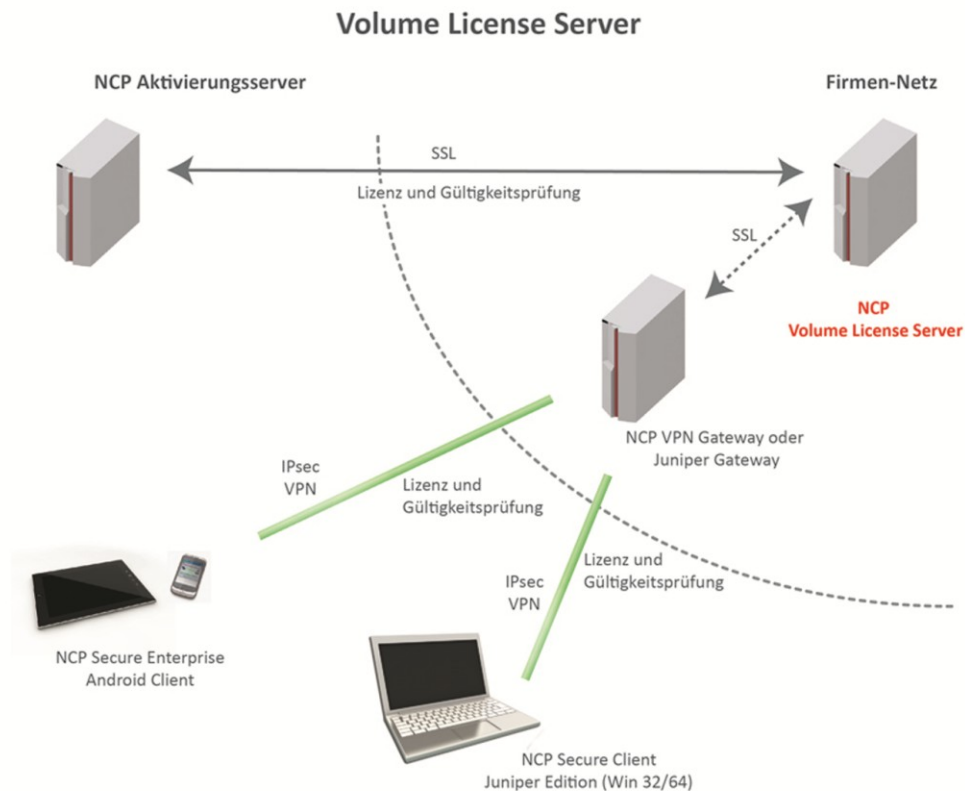 Volume License Server
NCP Aktivierungsserver
Firmen-Netz
SSL
Lizenz und Gültigkeitsprüfung
SSL
NCP
Volume License Server
NCP VPN Gateway oder
Juniper Gateway
IPsec
VPN
Lizenz und
Gültigkeitsprüfung
IPsec
VPN
Lizenz und
Gültigkeitsprüfung
NCP Secure Enterprise
Android Client
NCP Secure Client
Juniper Edition (Win 32/64)